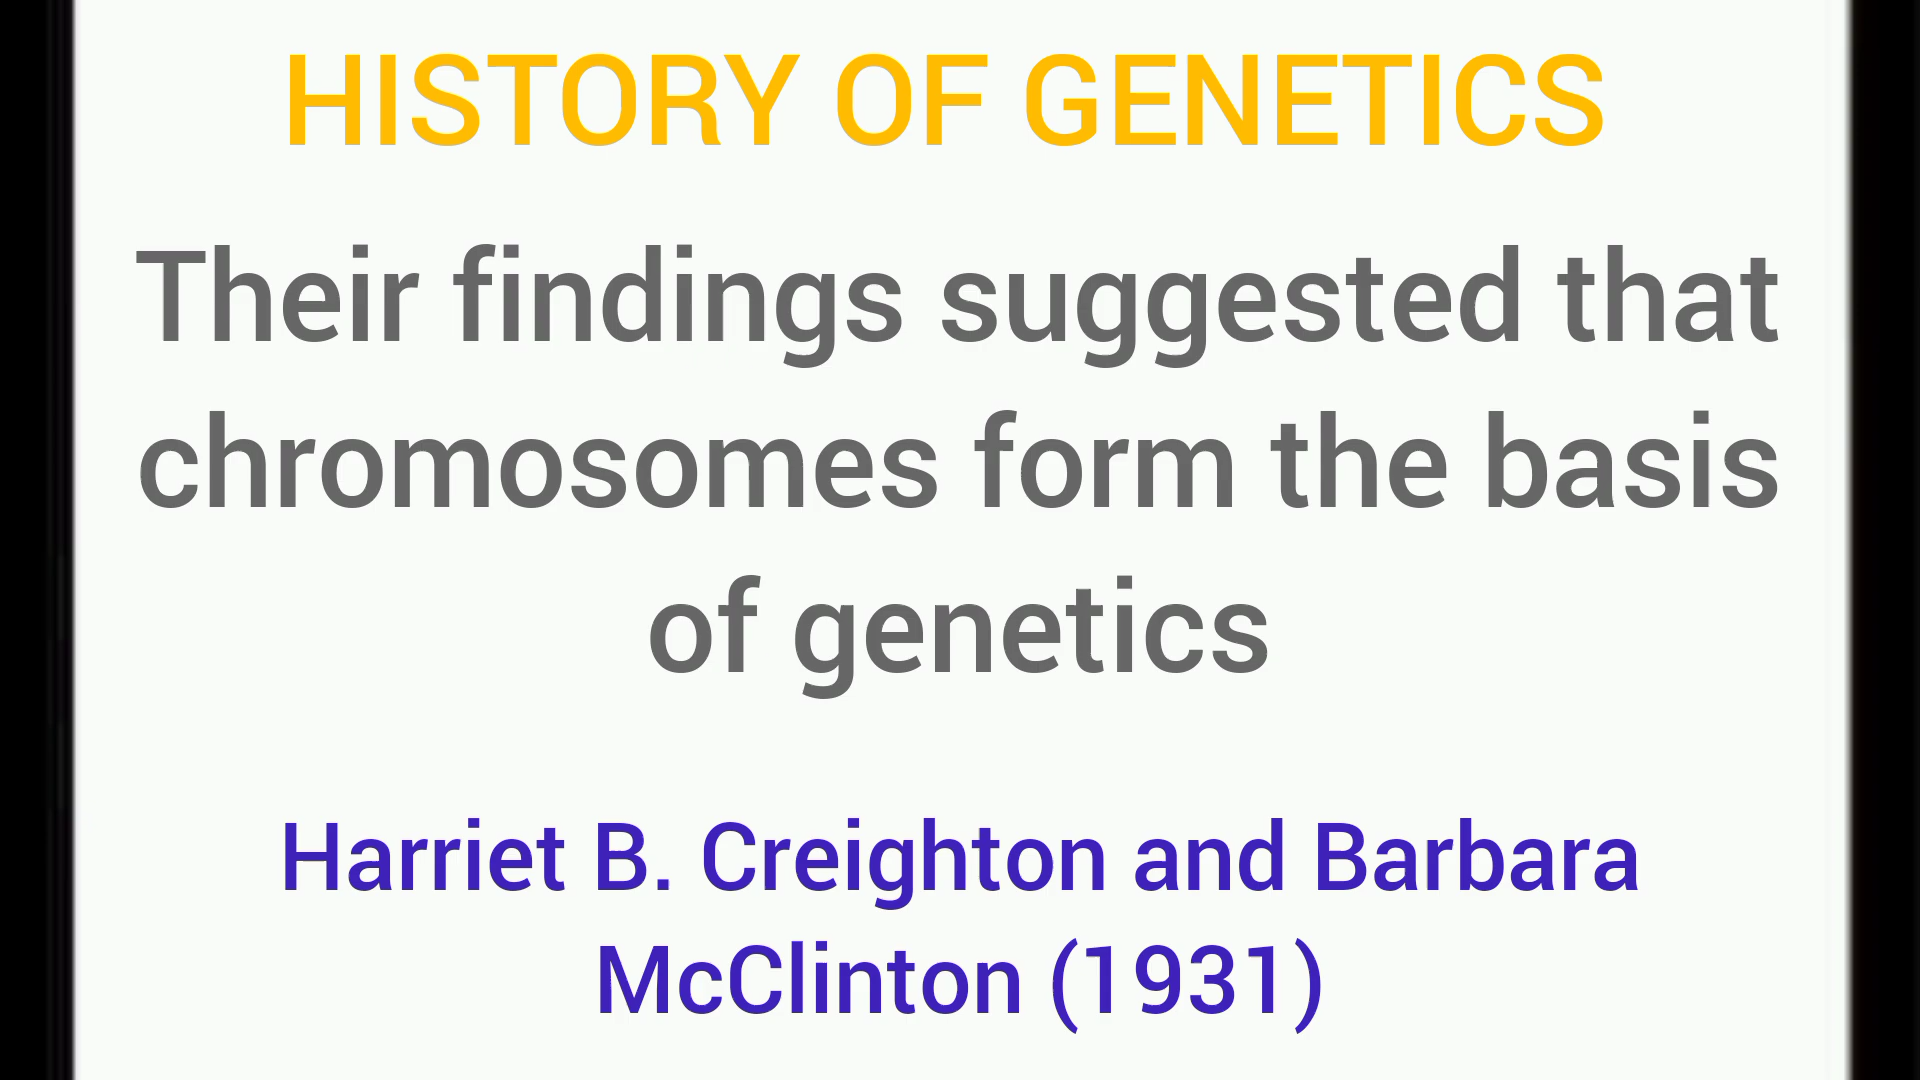 HISTORY OF GENETICS
Their findings suggested that
chromosomes form the basis
of genetics
Harriet B. Creighton and Barbara
McClinton (1931)